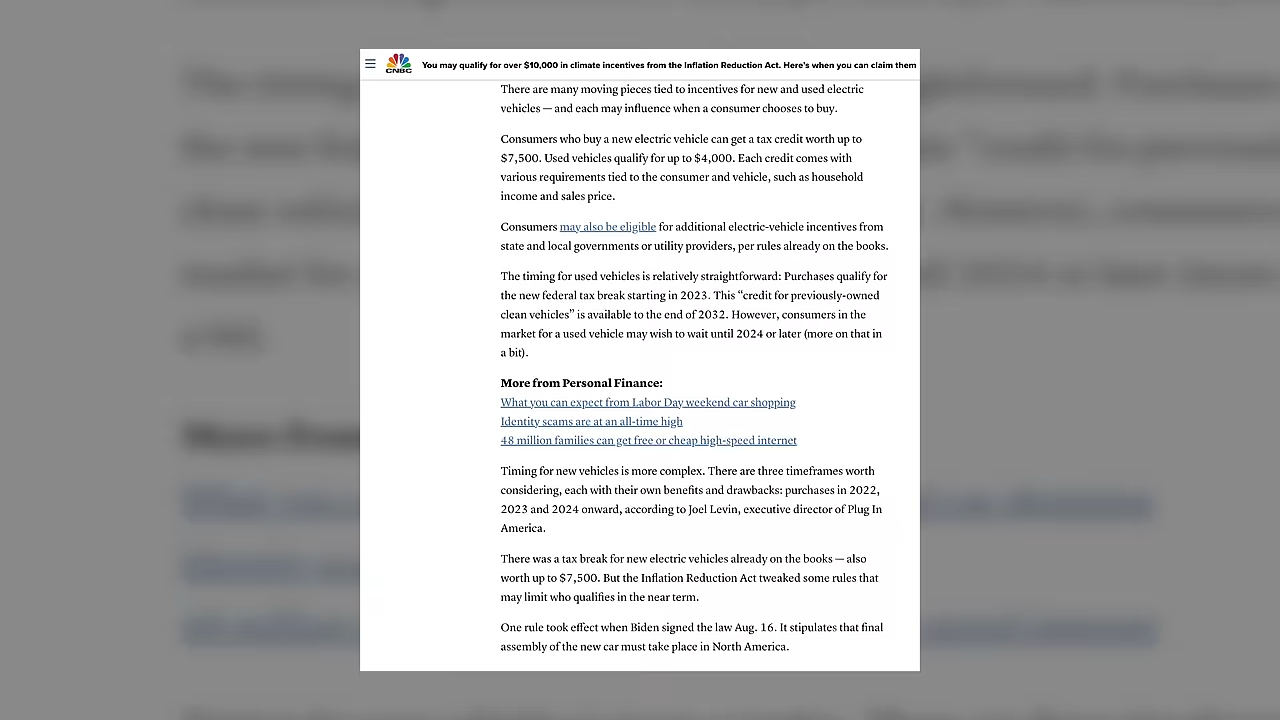 CNBC
You may qualify for over $10,000 in climate incentives from the Inflation Reduction Act. Here's when you can claim them
There are many moving pieces tied to incentives for new and used electric
vehicles — and each may influence when a consumer chooses to buy.
Consumers who buy a new electric vehicle can get a tax credit worth up to
$7,500. Used vehicles qualify for up to $4,000. Each credit comes with
various requirements tied to the consumer and vehicle, such as household
income and sales price.
Consumers may also be eligible for additional electric-vehicle incentives from
state and local governments or utility providers, per rules already on the books.
The timing for used vehicles is relatively straightforward: Purchases qualify for
the new federal tax break starting in 2023. This “credit for previously-owned
clean vehicles” is available to the end of 2032. However, consumers in the
market for a used vehicle may wish to wait until 2024 or later (more on that in
a bit).
More from Personal Finance:
What you can expect from Labor Day weekend car shopping
Identity scams are at an all-time high
48 million families can get free or cheap high-speed internet
Timing for new vehicles is more complex. There are three timeframes worth
considering, each with their own benefits and drawbacks: purchases in 2022,
2023 and 2024 onward, according to Joel Levin, executive director of Plug In
America.
There was a tax break for new electric vehicles already on the books — also
worth up to $7,500. But the Inflation Reduction Act tweaked some rules that
may limit who qualifies in the near term.
One rule took effect when Biden signed the law Aug. 16. It stipulates that final
assembly of the new car must take place in North America.